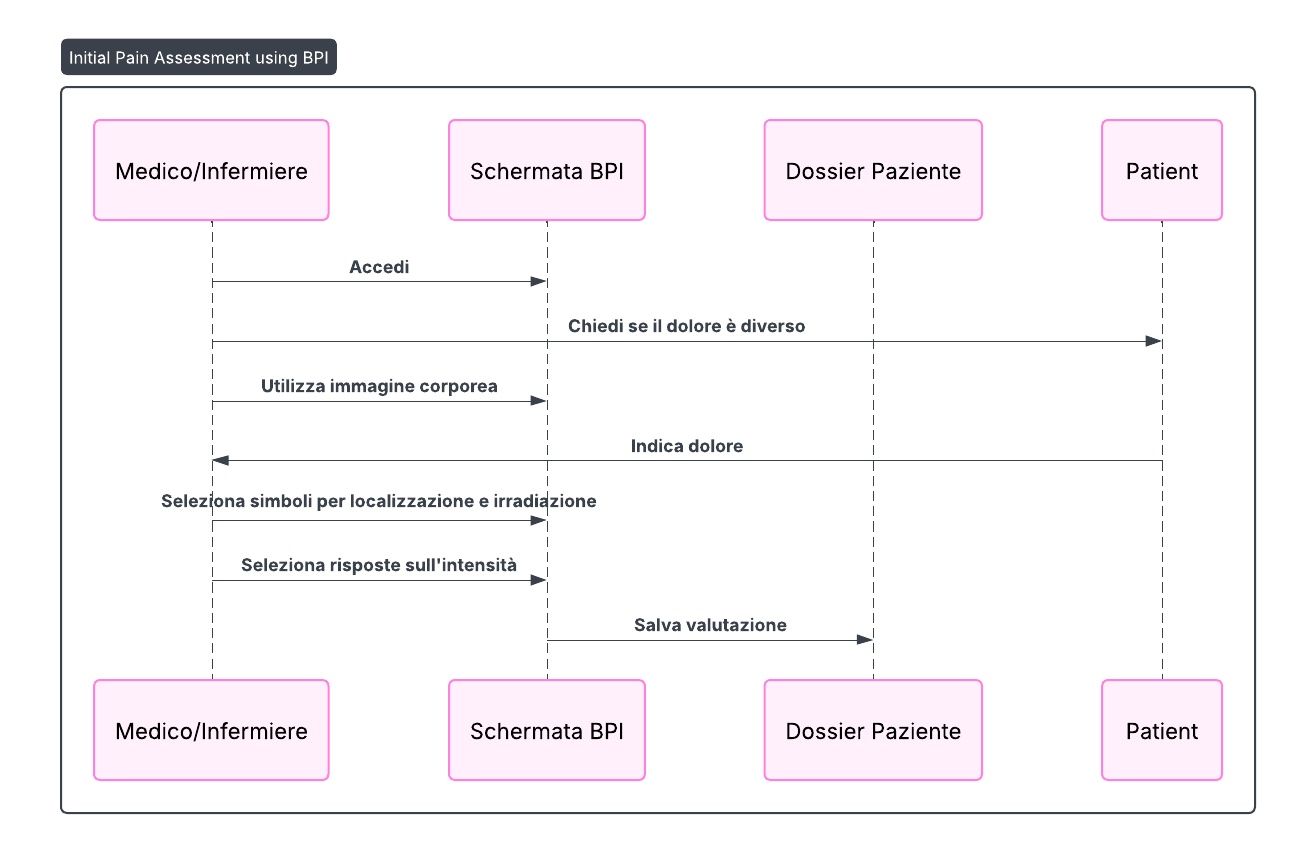 Initial Pain Assessment using BPI
Medico/Infermiere
Schermata BPI
Dossier Paziente
Patient
Accedi
Chiedi se il dolore è diverso
Utilizza immagine corporea
Indica dolore
Seleziona simboli per localizzazione e irradiazione
Seleziona risposte sull'intensità
Salva valutazione
Medico/Infermiere
Schermata BPI
Dossier Paziente
Patient